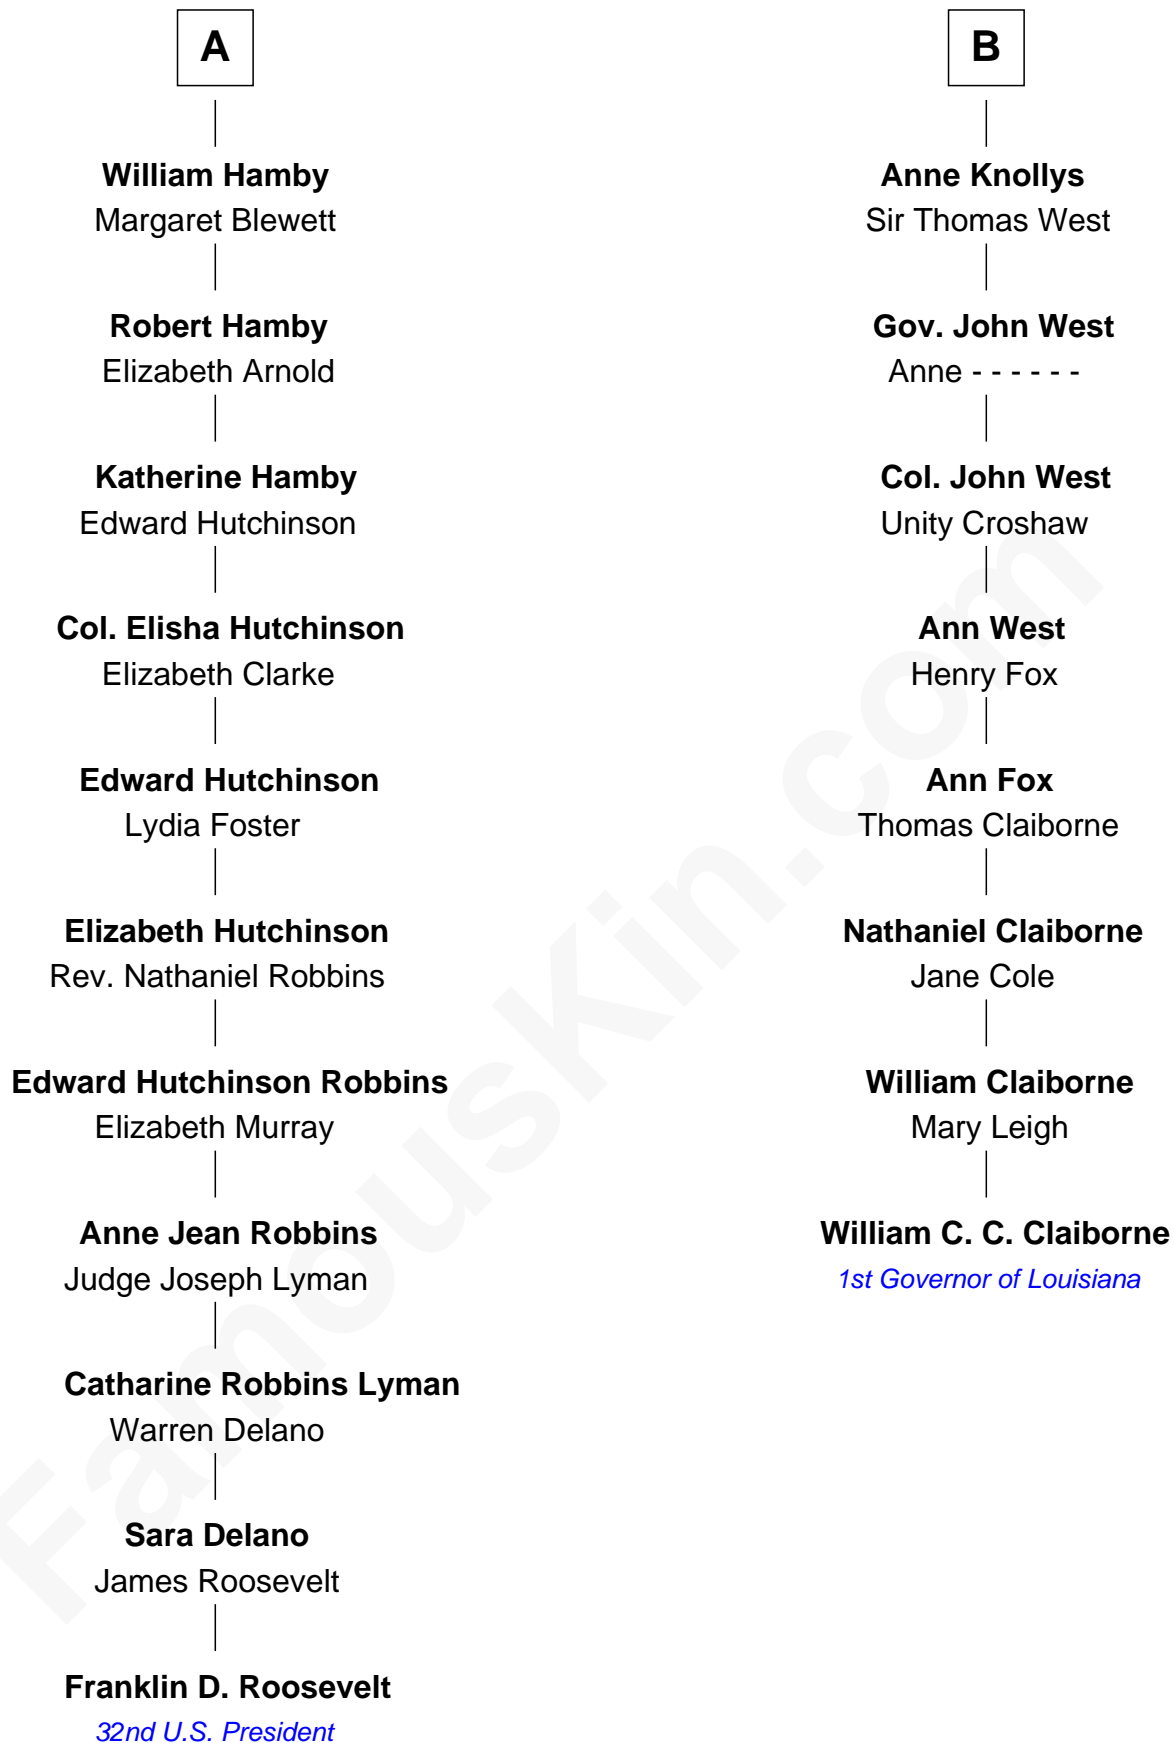 A
William Hamby
Margaret Blewett
Robert Hamby
Elizabeth Arnold
Katherine Hamby
Edward Hutchinson
Col. Elisha Hutchinson
Elizabeth Clarke
Edward Hutchinson
Lydia Foster
Elizabeth Hutchinson
Rev. Nathaniel Robbins
Edward Hutchinson Robbins
Elizabeth Murray
Anne Jean Robbins
Judge Joseph Lyman
Catharine Robbins Lyman
Warren Delano
Sara Delano
James Roosevelt
Franklin D. Roosevelt
32nd U.S. President
B
Anne Knollys
Sir Thomas West
Gov. John West
Anne - - - - - -
Col. John West
Unity Croshaw
Ann West
Henry Fox
Ann Fox
Thomas Claiborne
Nathaniel Claiborne
Jane Cole
William Claiborne
Mary Leigh
William C. C. Claiborne
1st Governor of Louisiana
FamousKin.com